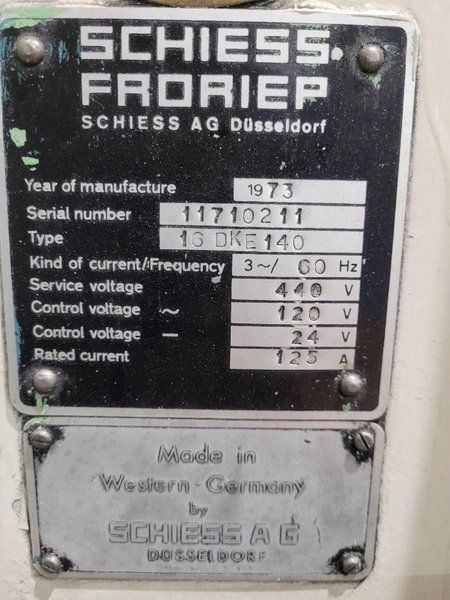 SCHIESS-
FRORIEP
SCHIESS AG Düsseldorf
Year of manufacture 1973
Serial number 11710211
Type 16 DKE 140
Kind of current/Frequency 3~/ 60 Hz
Service voltage 440 V
Control voltage ~ 120 V
Control voltage – 24 V
Rated current 125 A
Made in
Western-Germany
by
SCHIESS AG
DÜSSELDORF